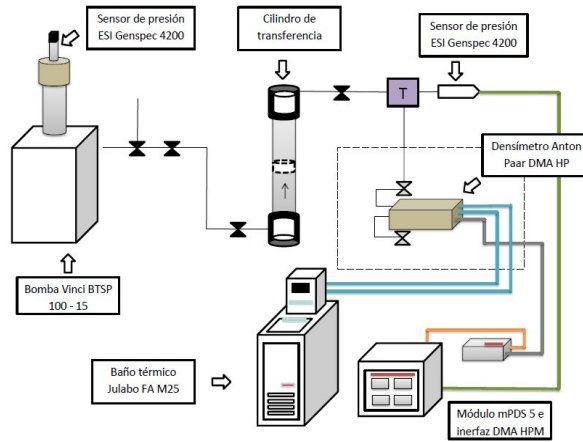 Sensor de presión
ESI Genspec 4200
Cilindro de
transferencia
Sensor de presión
ESI Genspec 4200
T
Densímetro Anton
Paar DMA HP
Bomba Vinci BTSP
100 - 15
Baño térmico
Julabo FA M25
Módulo mPDS 5 e
inerfaz DMA HPM